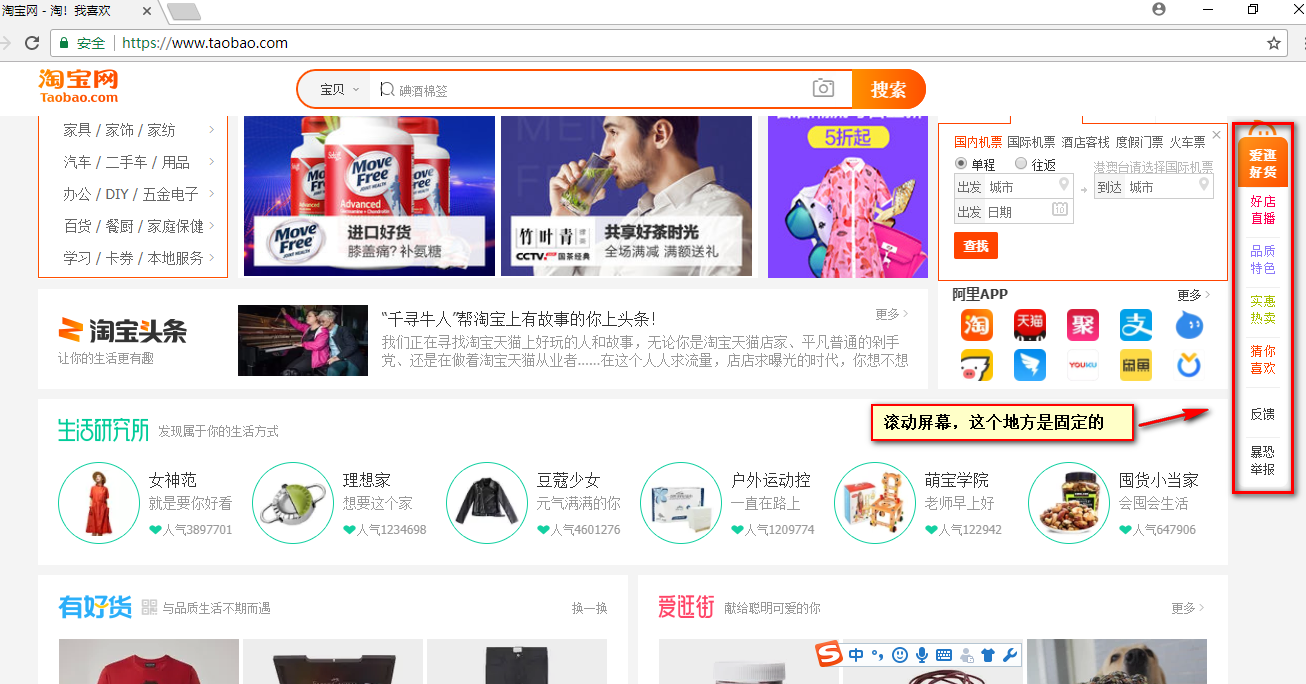 淘宝网 - 淘！我喜欢
安全 https://www.taobao.com
淘宝网
Taobao.com
宝贝 碘酒棉签 搜索
家具 / 家饰 / 家纺
汽车 / 二手车 / 用品
办公 / DIY / 五金电子
百货 / 餐厨 / 家庭保健
学习 / 卡券 / 本地服务
Move Free
JOINT HEALTH
Advanced
Move Free
进口好货
膝盖痛? 补氨糖
竹叶青
CCTV 国茶经典
共享好茶时光
全场满减 满额送礼
5折起
国内机票 国际机票 酒店客栈 度假门票 火车票
单程 往返 港澳台请选择国际机票
出发 城市 到达 城市
出发 日期
查找
阿里APP 更多
淘 天猫 聚 支
YOUKU 闲鱼
淘宝头条
让你的生活更有趣
“千寻牛人”帮淘宝上有故事的你上头条！ 更多
我们正在寻找淘宝天猫上好玩的人和故事，无论你是淘宝天猫店家、平凡普通的剁手
党、还是在做着淘宝天猫从业者......在这个人人求流量，店店求曝光的时代，你想不想
滚动屏幕，这个地方是固定的
爱逛
好货
好店
直播
品质
特色
实惠
热卖
猜你
喜欢
反馈
暴恐
举报
生活研究所 发现属于你的生活方式
女神范
就是要你好看
人气3897701
理想家
想要这个家
人气1234698
豆蔻少女
元气满满的你
人气4601276
户外运动控
一直在路上
人气1209774
萌宝学院
老师早上好
人气122942
囤货小当家
会囤会生活
人气647906
有好货 与品质生活不期而遇 换一换
爱逛街 献给聪明可爱的你 更多
S 中